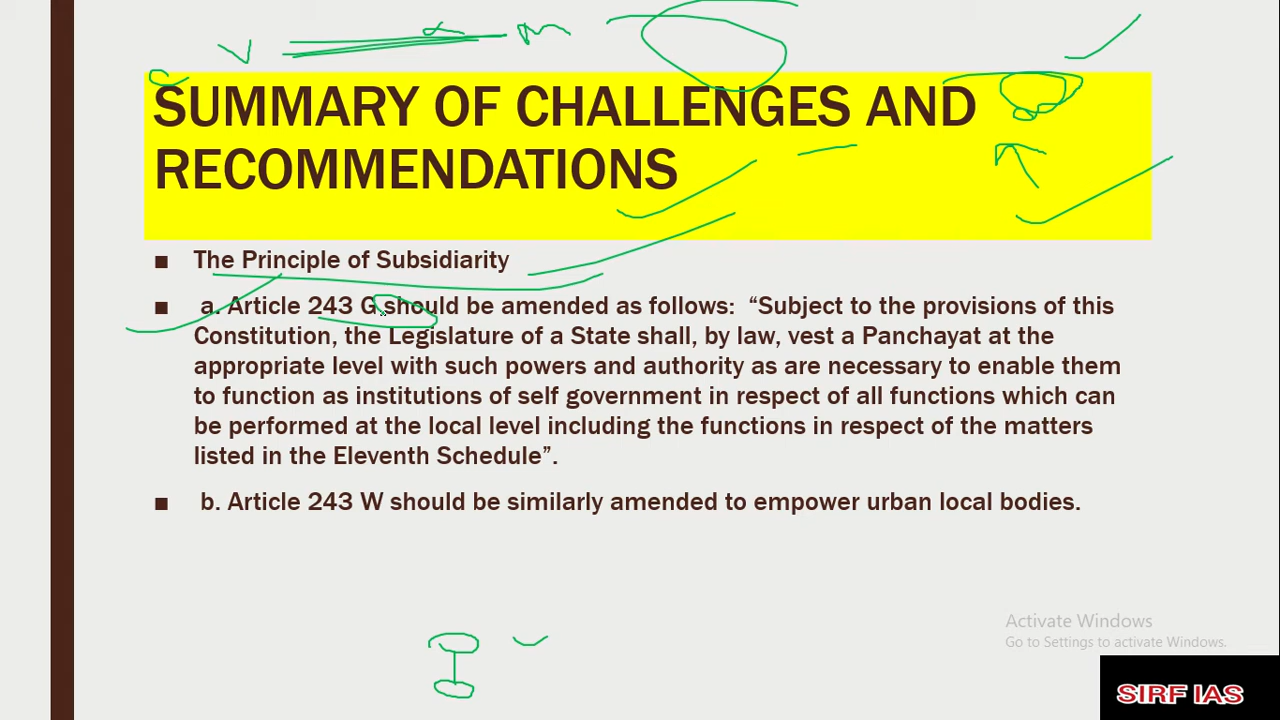 SUMMARY OF CHALLENGES AND
RECOMMENDATIONS
■ The Principle of Subsidiarity
■ a. Article 243 G should be amended as follows: “Subject to the provisions of this
Constitution, the Legislature of a State shall, by law, vest a Panchayat at the
appropriate level with such powers and authority as are necessary to enable them
to function as institutions of self government in respect of all functions which can
be performed at the local level including the functions in respect of the matters
listed in the Eleventh Schedule”.
■ b. Article 243 W should be similarly amended to empower urban local bodies.
Activate Windows
Go to Settings to activate Windows.
SIRF IAS